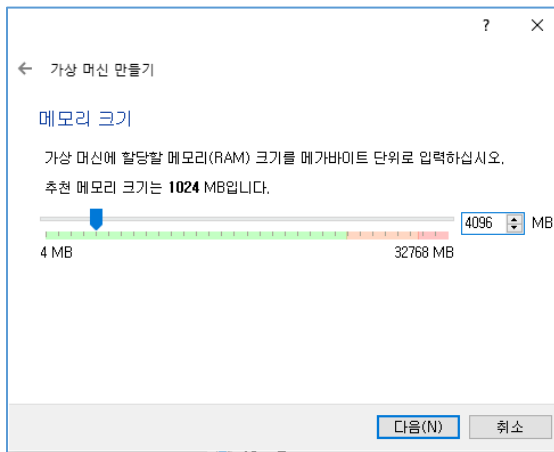 ?
가상 머신 만들기
메모리 크기
가상 머신에 할당할 메모리(RAM) 크기를 메가바이트 단위로 입력하십시오.
추천 메모리 크기는 1024 MB입니다.
4096 MB
4 MB 32768 MB
다음(N) 취소